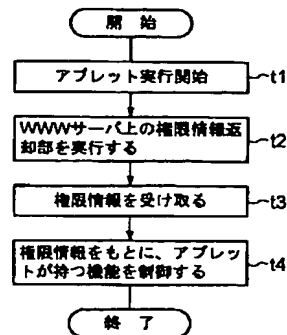 開始
アプレット実行開始
t1
WWWサーバ上の権限情報返
却部を実行する
t2
権限情報を受け取る
t3
権限情報をもとに、アプレッ
トが持つ機能を制御する
t4
終了